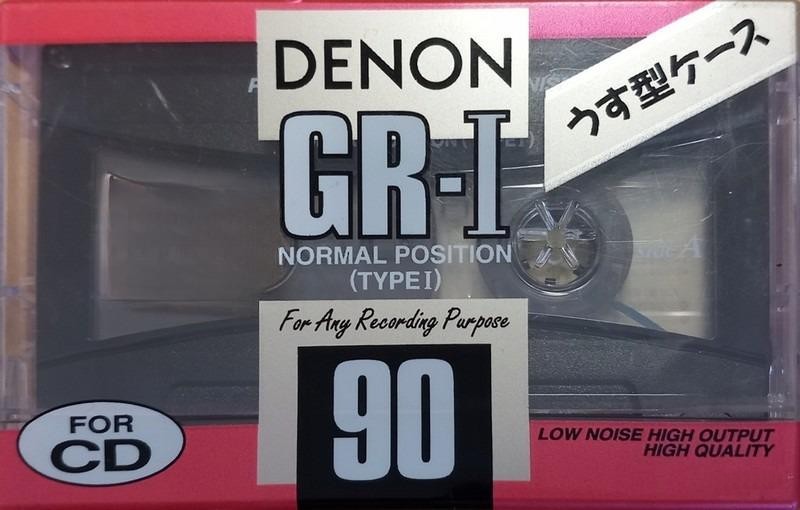 DENON
うす型ケース
GR-I
NORMAL POSITION
(TYPE I)
Side A
For Any Recording Purpose
90
FOR
CD
LOW NOISE HIGH OUTPUT
HIGH QUALITY